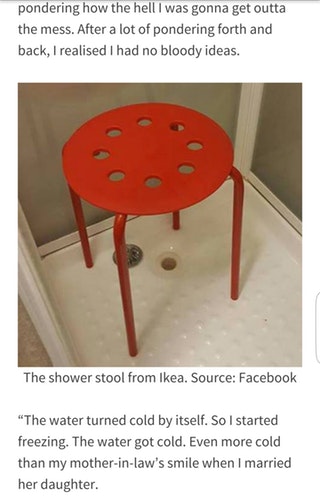 pondering how the hell I was gonna get outta
the mess. After a lot of pondering forth and
back, I realised I had no bloody ideas.
The shower stool from Ikea. Source: Facebook
“The water turned cold by itself. So I started
freezing. The water got cold. Even more cold
than my mother-in-law’s smile when I married
her daughter.